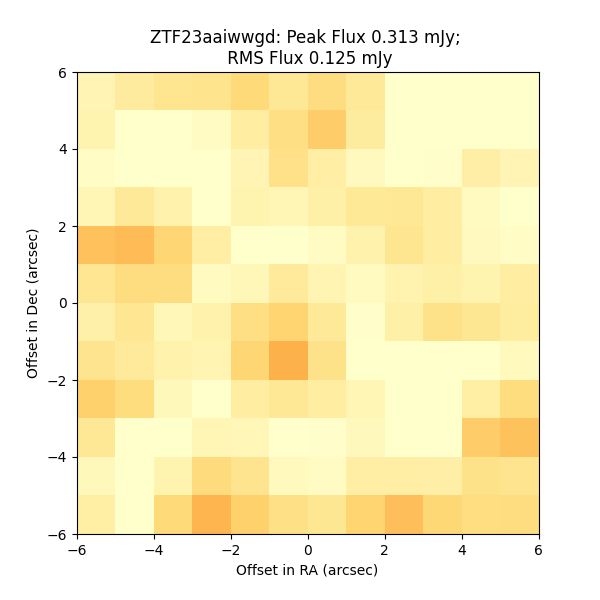 ZTF23aaiwwgd: Peak Flux 0.313 mJy;
RMS Flux 0.125 mJy
6
4
2
0
−2
−4
−6
Offset in Dec (arcsec)
−6 −4 −2 0 2 4 6
Offset in RA (arcsec)